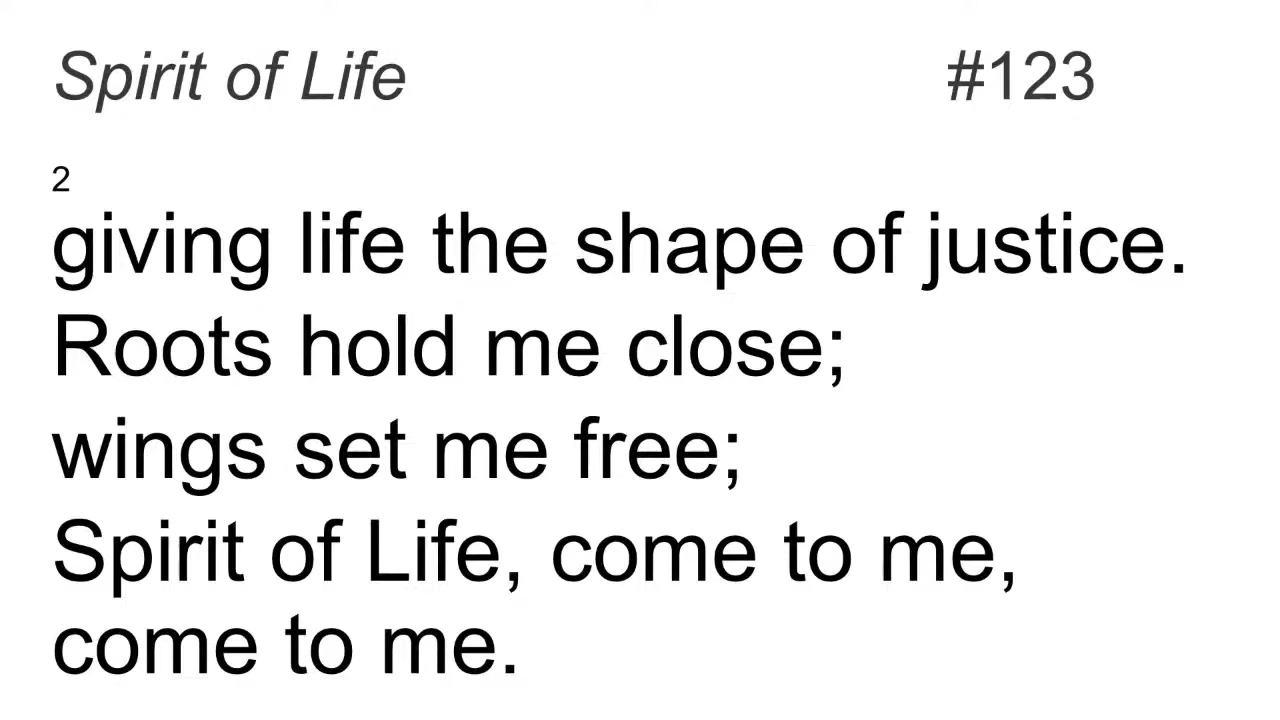 Spirit of Life #123
2
giving life the shape of justice.
Roots hold me close;
wings set me free;
Spirit of Life, come to me,
come to me.